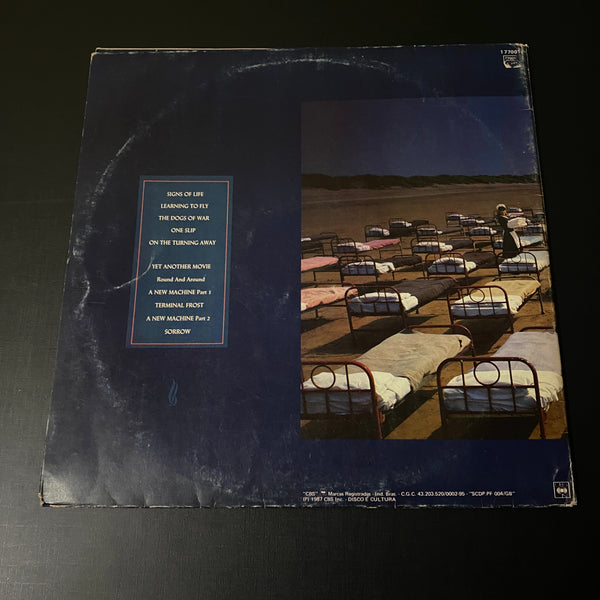 17700
SIGNS OF LIFE
LEARNING TO FLY
THE DOGS OF WAR
ONE SLIP
ON THE TURNING AWAY
YET ANOTHER MOVIE
Round And Around
A NEW MACHINE Part 1
TERMINAL FROST
A NEW MACHINE Part 2
SORROW
"CBS" Marcas Registradas - Ind. Bras. - C.G.C. 43.203.520/0002-95 - "SCDP PF 004/GB"
(P) 1987 CBS Inc. - DISCO É CULTURA